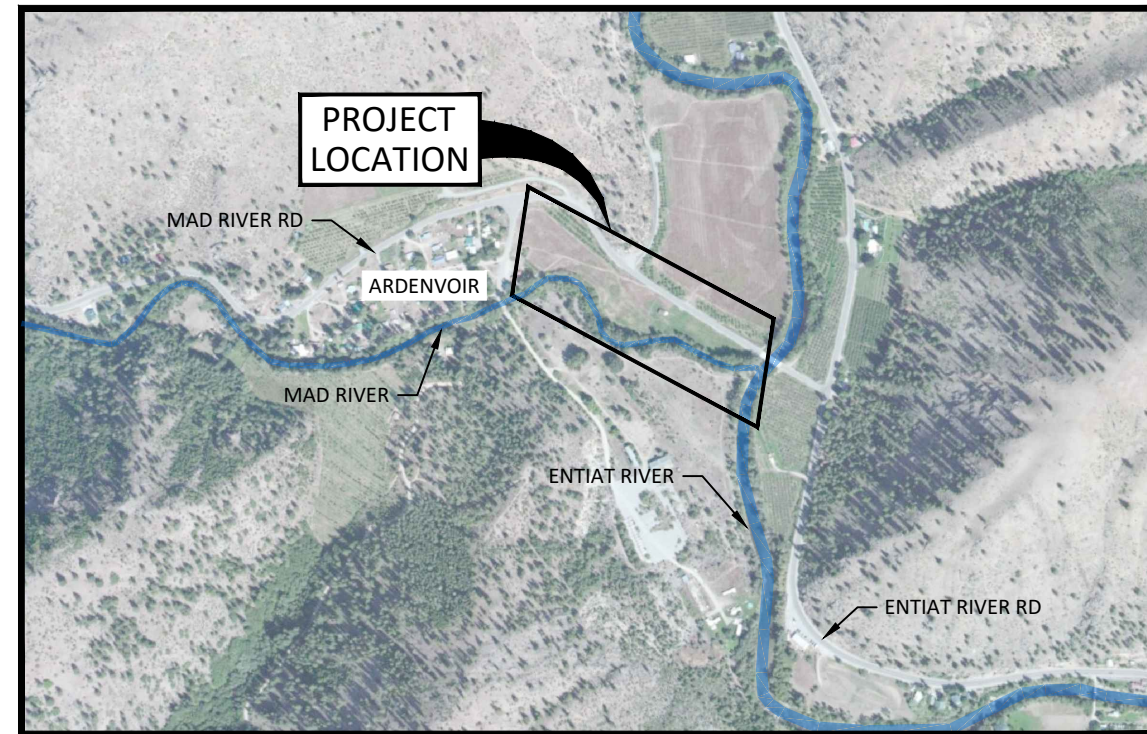 PROJECT
LOCATION
MAD RIVER RD
ARDENVOIR
MAD RIVER
ENTIAT RIVER
ENTIAT RIVER RD